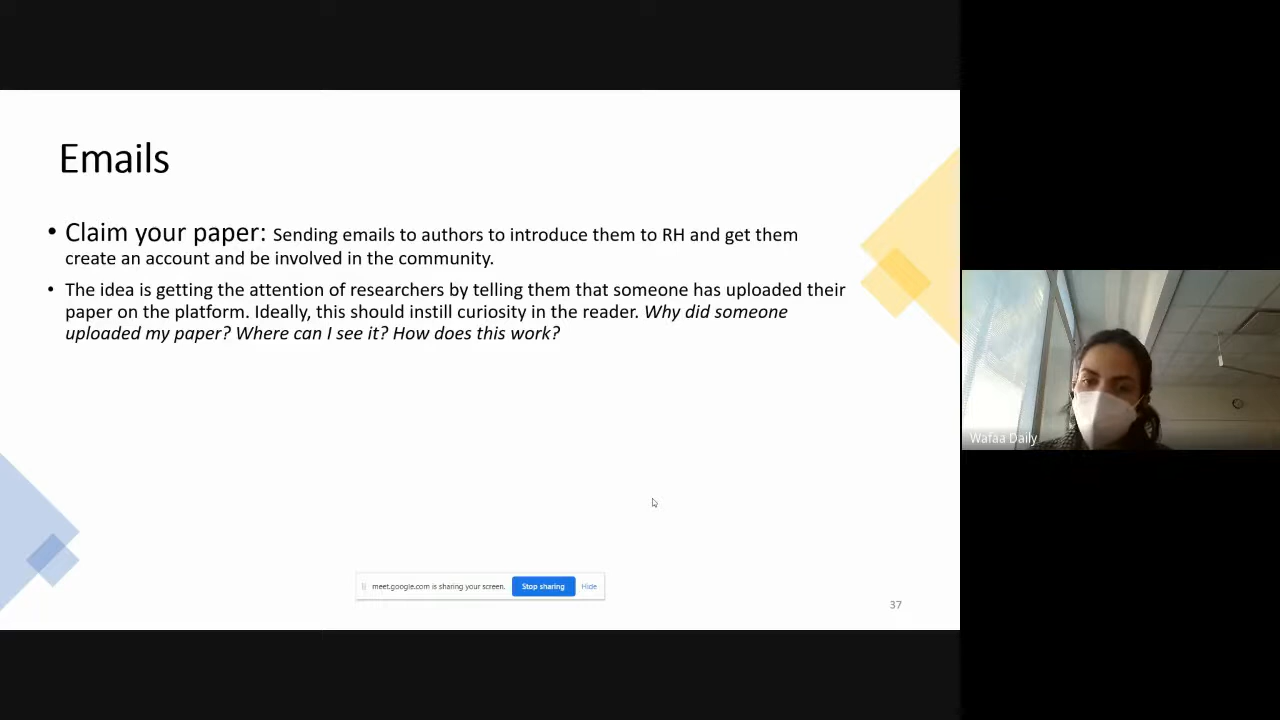 Emails
• Claim your paper: Sending emails to authors to introduce them to RH and get them
create an account and be involved in the community.
• The idea is getting the attention of researchers by telling them that someone has uploaded their
paper on the platform. Ideally, this should instill curiosity in the reader. Why did someone
uploaded my paper? Where can I see it? How does this work?
Wafaa Daily
meet.google.com is sharing your screen. Stop sharing Hide
37